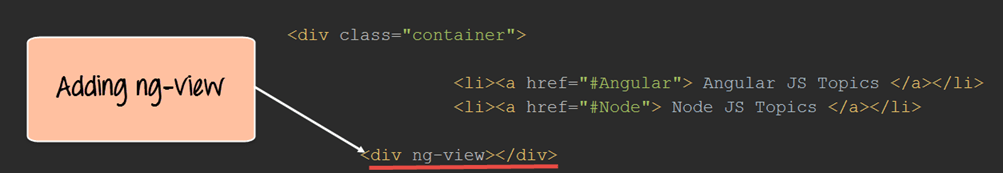 <div class="container">
Adding ng-view
<li><a href="#Angular"> Angular JS Topics </a></li>
<li><a href="#Node"> Node JS Topics </a></li>
<div ng-view></div>